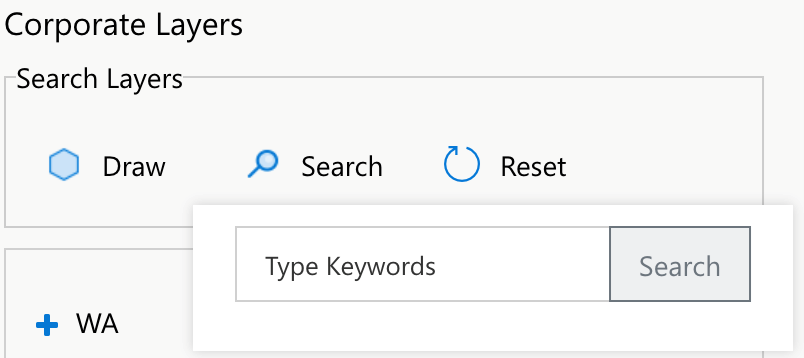 Corporate Layers
Search Layers
Draw Search Reset
Type Keywords Search
WA